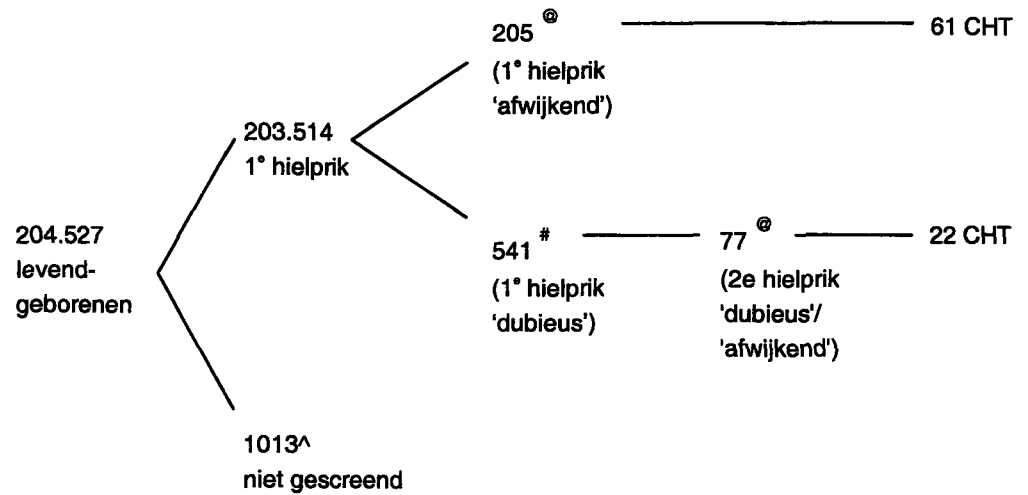 205 @
(1° hielprik
'afwijkend')
61 CHT
203.514
1° hielprik
204.527
levend-
geborenen
541 #
(1° hielprik
'dubieus')
77 @
(2e hielprik
'dubieus'/
'afwijkend')
22 CHT
1013^
niet gescreend